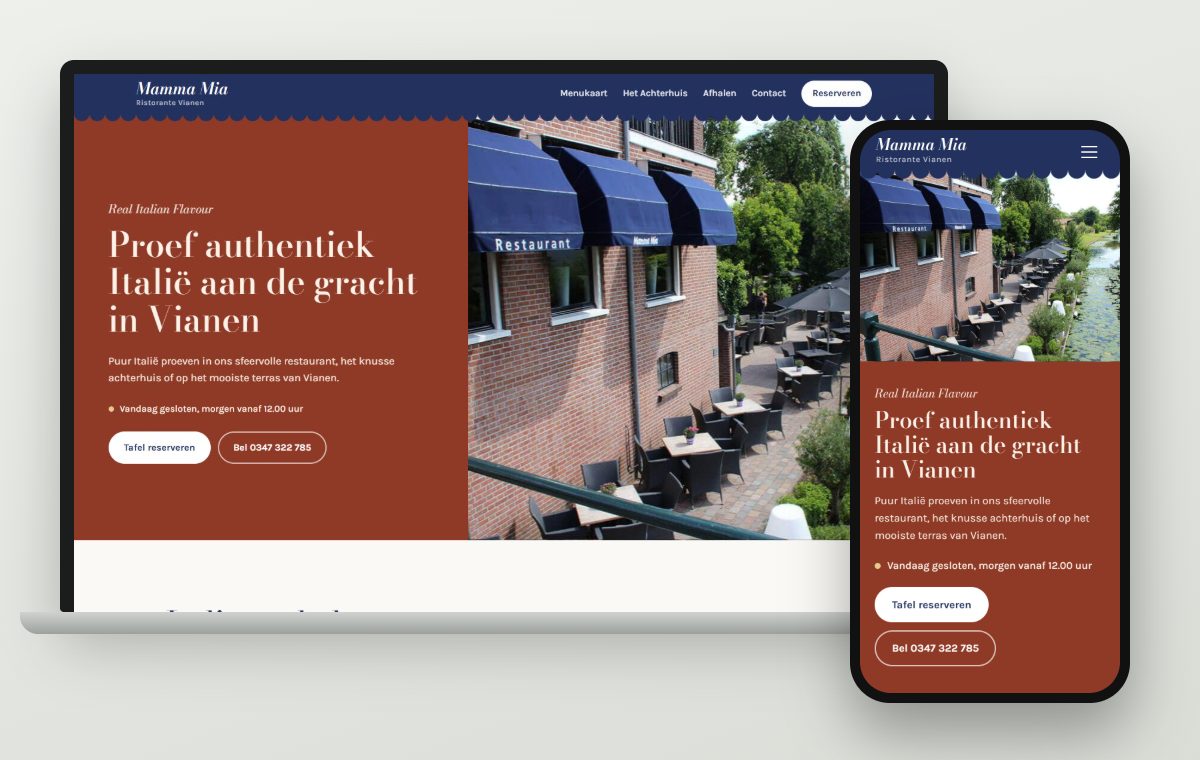 Mamma Mia
Ristorante Vianen
Menukaart Het Achterhuis Afhalen Contact Reserveren
Real Italian Flavour
Proef authentiek
Italië aan de gracht
in Vianen
Puur Italië proeven in ons sfeervolle restaurant, het knusse
achterhuis of op het mooiste terras van Vianen.
Vandaag gesloten, morgen vanaf 12.00 uur
Tafel reserveren Bel 0347 322 785
Restaurant Mamma Mia
Mamma Mia
Ristorante Vianen
Restaurant
Real Italian Flavour
Proef authentiek
Italië aan de gracht
in Vianen
Puur Italië proeven in ons sfeervolle
restaurant, het knusse achterhuis of op het
mooiste terras van Vianen.
Vandaag gesloten, morgen vanaf 12.00 uur
Tafel reserveren
Bel 0347 322 785